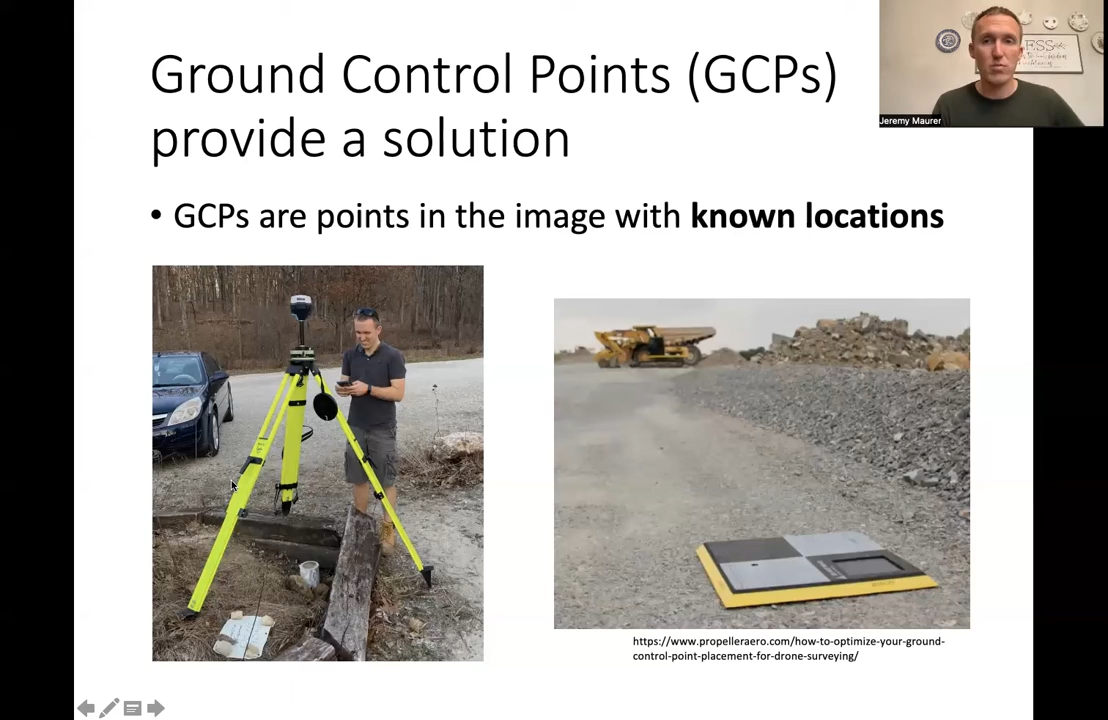 Ground Control Points (GCPs)
provide a solution
• GCPs are points in the image with known locations
Jeremy Maurer
https://www.propelleraero.com/how-to-optimize-your-ground-
control-point-placement-for-drone-surveying/